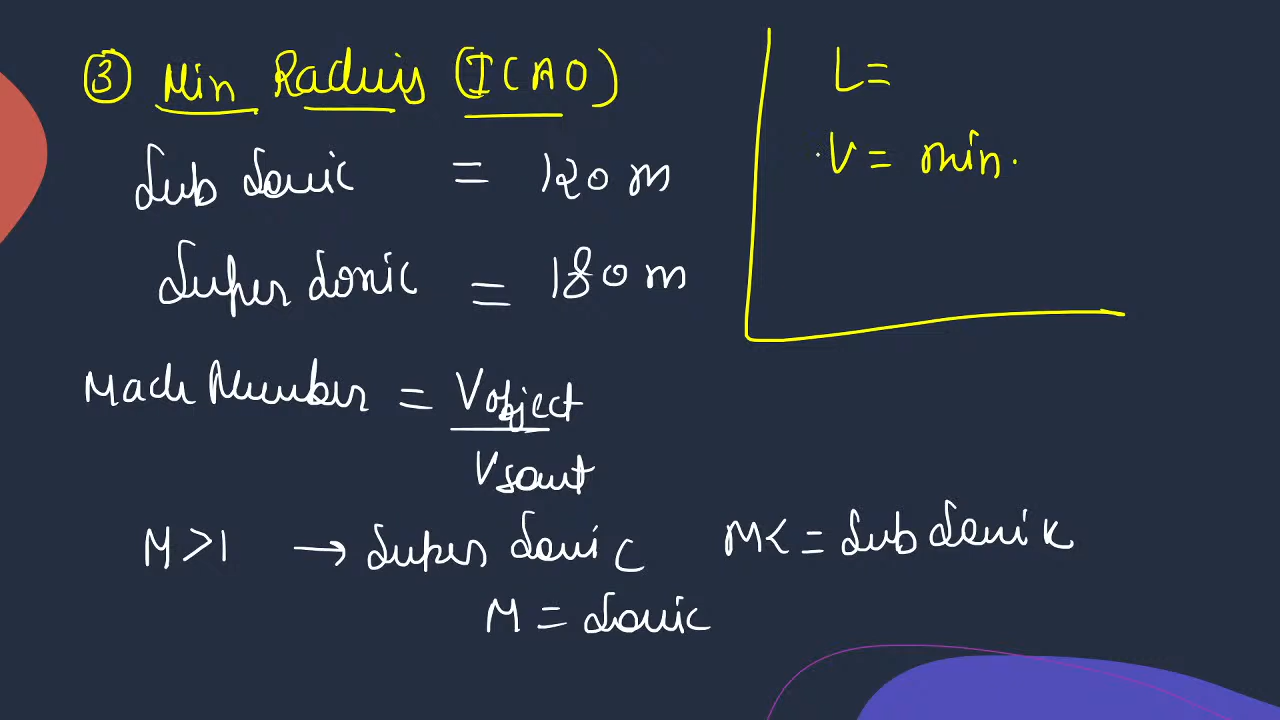 ③ Min Radius (ICAO)
Sub Sonic = 120 m
Super Sonic = 180 m
Mach Number = Vobject
Vsount
M>1 → Super Sonic
M< = Sub Sonic
M = Sonic
L=
V= min.